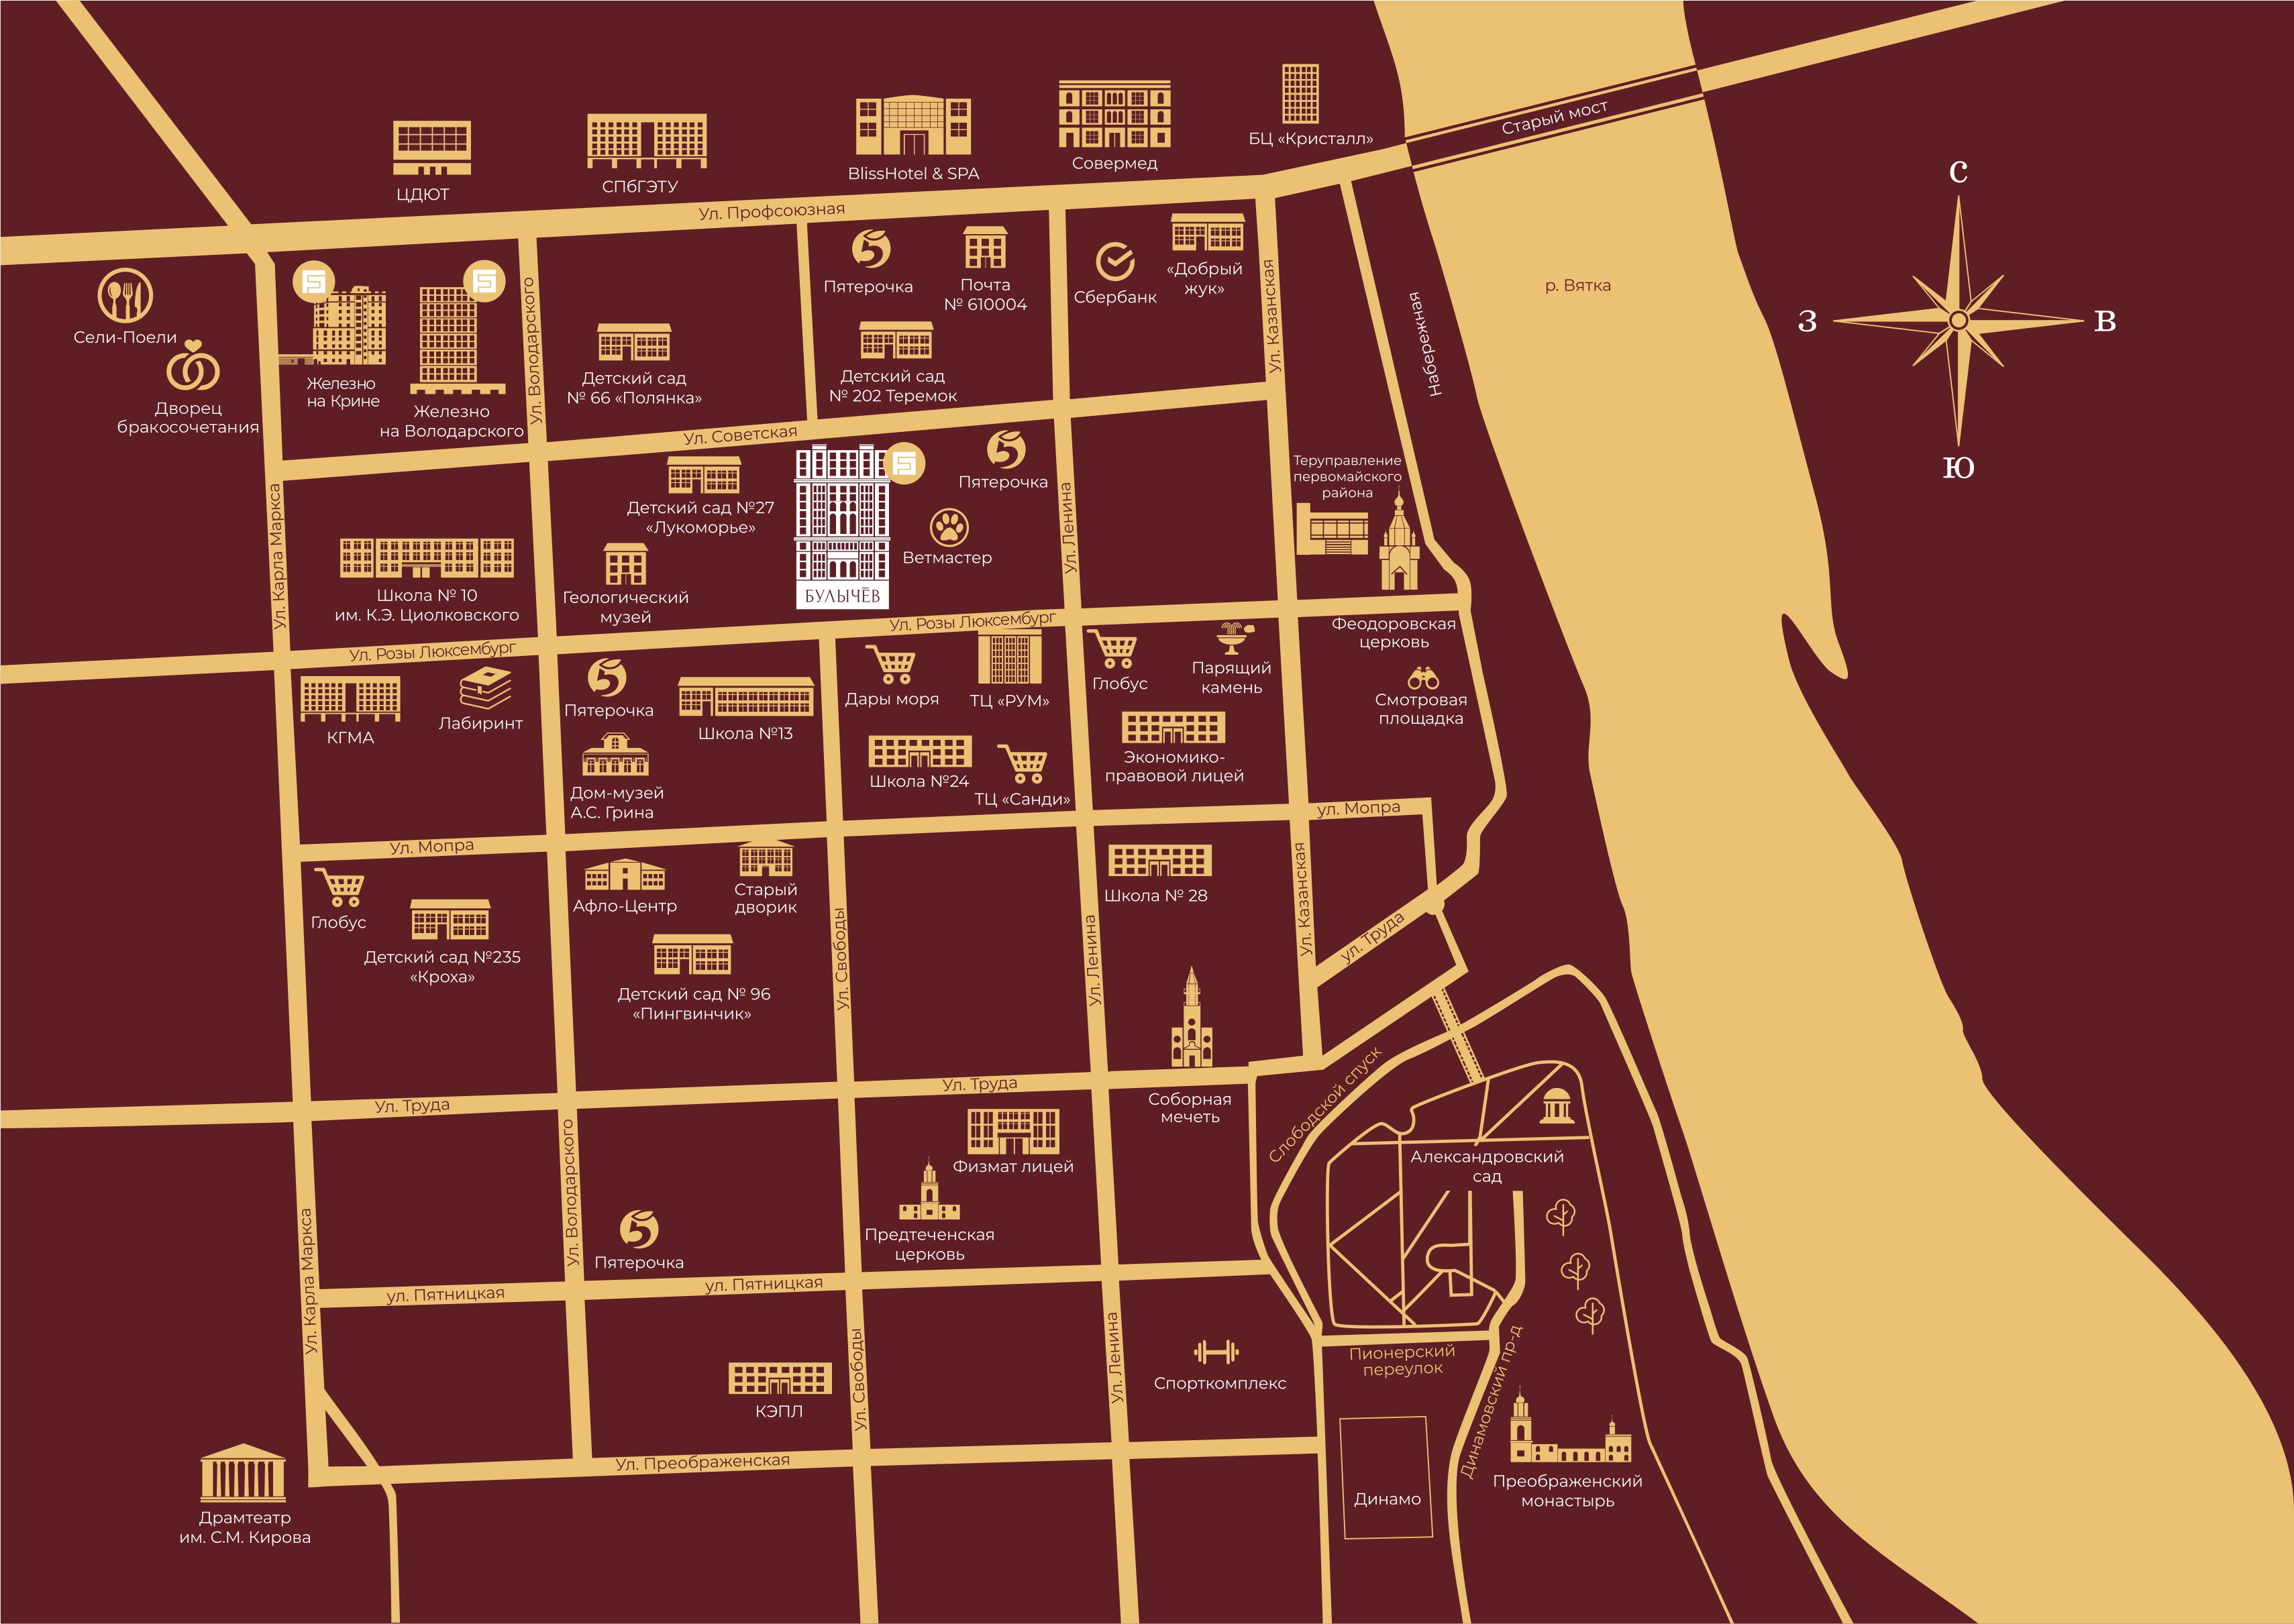 Старый мост
БЦ «Кристалл»
Совермед
BlissHotel & SPA
СПбГЭТУ
ЦДЮТ
С
З
В
Ю
Ул. Профсоюзная
р. Вятка
Сели-Поели
Дворец
бракосочетания
Железно
на Крине
Железно
на Володарского
Ул. Володарского
Детский сад
№ 66 «Полянка»
Пятерочка
Почта
№ 610004
Детский сад
№ 202 Теремок
Сбербанк
«Добрый
жук»
Ул. Казанская
Набережная
Ул. Советская
Ул. Карла Маркса
Школа № 10
им. К.Э. Циолковского
Детский сад №27
«Лукоморье»
Геологический
музей
БУЛЫЧЁВ
Пятерочка
Ветмастер
Ул. Ленина
Теруправление
первомайского
района
Феодоровская
церковь
Ул. Розы Люксембург
Ул. Розы Люксембург
КГМА
Лабиринт
Пятерочка
Школа №13
Дом-музей
А.С. Грина
Дары моря
ТЦ «РУМ»
Школа №24
ТЦ «Санди»
Глобус
Парящий
камень
Экономико-
правовой лицей
Смотровая
площадка
Ул. Мопра
ул. Мопра
Глобус
Детский сад №235
«Кроха»
Афло-Центр
Старый
дворик
Детский сад № 96
«Пингвинчик»
Ул. Свободы
Ул. Ленина
Школа № 28
Ул. Казанская
ул. Труда
Соборная
мечеть
Слободской спуск
Ул. Труда
Ул. Труда
Ул. Карла Маркса
Ул. Володарского
Пятерочка
Физмат лицей
Предтеченская
церковь
Александровский
сад
ул. Пятницкая
ул. Пятницкая
КЭПЛ
Ул. Свободы
Ул. Ленина
Спорткомплекс
Пионерский
переулок
Динамовский пр-д
Динамо
Преображенский
монастырь
Ул. Преображенская
Драмтеатр
им. С.М. Кирова